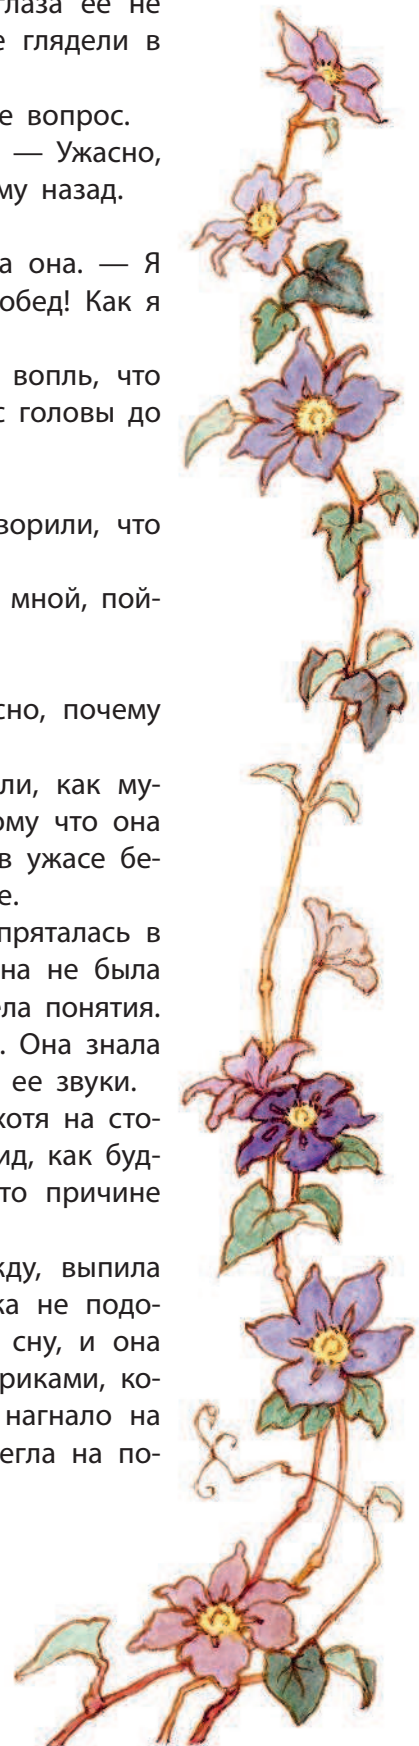 глаза ее не
е глядели в
е вопрос.
— Ужасно,
му назад.
а она. — Я
обед! Как я
вопль, что
с головы до
ворили, что
мной, пой-
сно, почему
ли, как му-
ому что она
в ужасе бе-
е.
пряталась в
на не была
ела понятия.
. Она знала
ее звуки.
хотя на сто-
ид, как буд-
то причине
жду, выпила
ка не подо-
сну, и она
риками, ко-
нагнало на
егла на по-